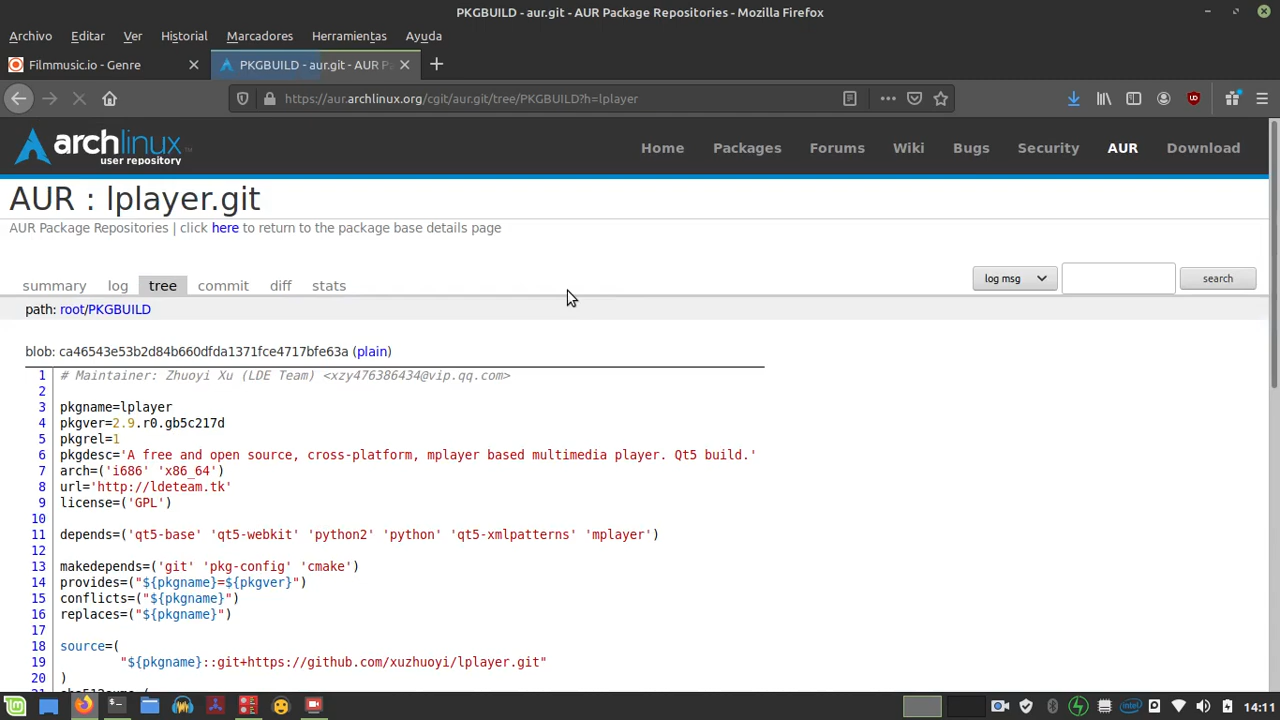 PKGBUILD - aur.git - AUR Package Repositories - Mozilla Firefox
Archivo Editar Ver Historial Marcadores Herramientas Ayuda
Filmmusic.io - Genre
PKGBUILD - aur.git - AUR P
https://aur.archlinux.org/cgit/aur.git/tree/PKGBUILD?h=lplayer
archlinux
user repository
Home Packages Forums Wiki Bugs Security AUR Download
AUR : lplayer.git
AUR Package Repositories | click here to return to the package base details page
summary log tree commit diff stats
log msg
search
path: root/PKGBUILD
blob: ca46543e53b2d84b660dfda1371fce4717bfe63a (plain)
1 # Maintainer: Zhuoyi Xu (LDE Team) <xzy476386434@vip.qq.com>
2
3 pkgname=lplayer
4 pkgver=2.9.r0.gb5c217d
5 pkgrel=1
6 pkgdesc='A free and open source, cross-platform, mplayer based multimedia player. Qt5 build.'
7 arch=('i686' 'x86_64')
8 url='http://ldeteam.tk'
9 license=('GPL')
10
11 depends=('qt5-base' 'qt5-webkit' 'python2' 'python' 'qt5-xmlpatterns' 'mplayer')
12
13 makedepends=('git' 'pkg-config' 'cmake')
14 provides=("${pkgname}=${pkgver}")
15 conflicts=("${pkgname}")
16 replaces=("${pkgname}")
17
18 source=(
19 "${pkgname}::git+https://github.com/xuzhuoyi/lplayer.git"
20 )
14:11